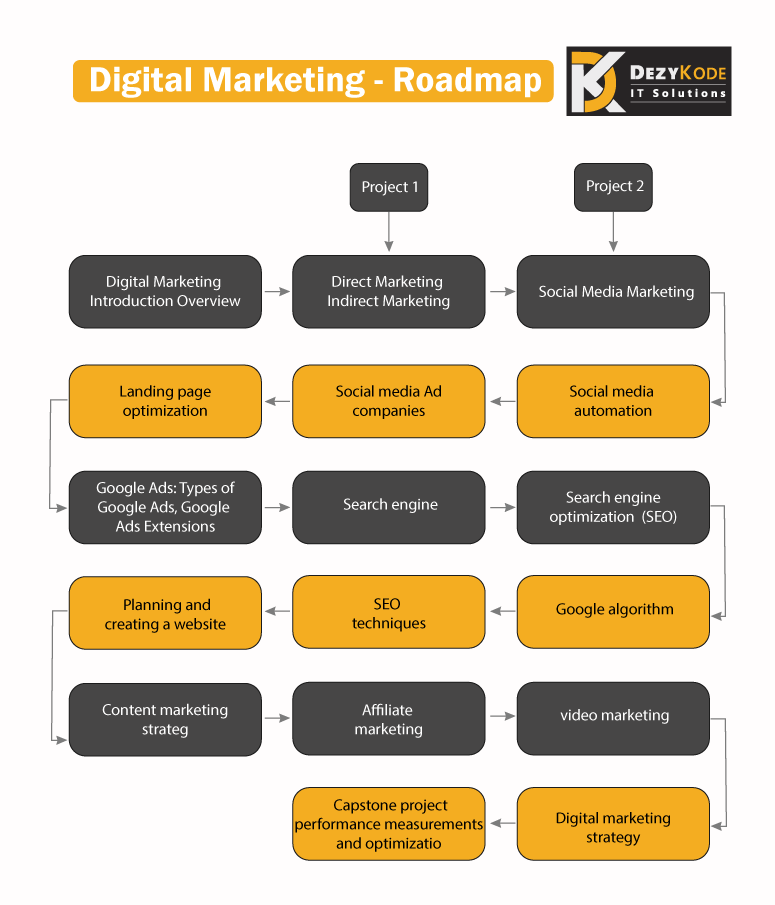 Digital Marketing - Roadmap
DEZYKODE
IT Solutions
Project 1
Project 2
Digital Marketing
Introduction Overview
Direct Marketing
Indirect Marketing
Social Media Marketing
Landing page
optimization
Social media Ad
companies
Social media
automation
Google Ads: Types of
Google Ads, Google
Ads Extensions
Search engine
Search engine
optimization (SEO)
Planning and
creating a website
SEO
techniques
Google algorithm
Content marketing
strateg
Affiliate
marketing
video marketing
Capstone project
performance measurements
and optimizatio
Digital marketing
strategy